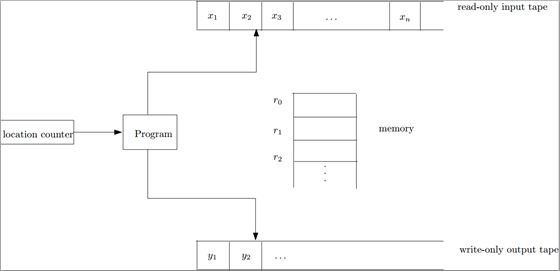 x₁ x₂ x₃ ... xₙ read-only input tape
r₀
r₁ memory
location counter Program
r₂
y₁ y₂ ... write-only output tape